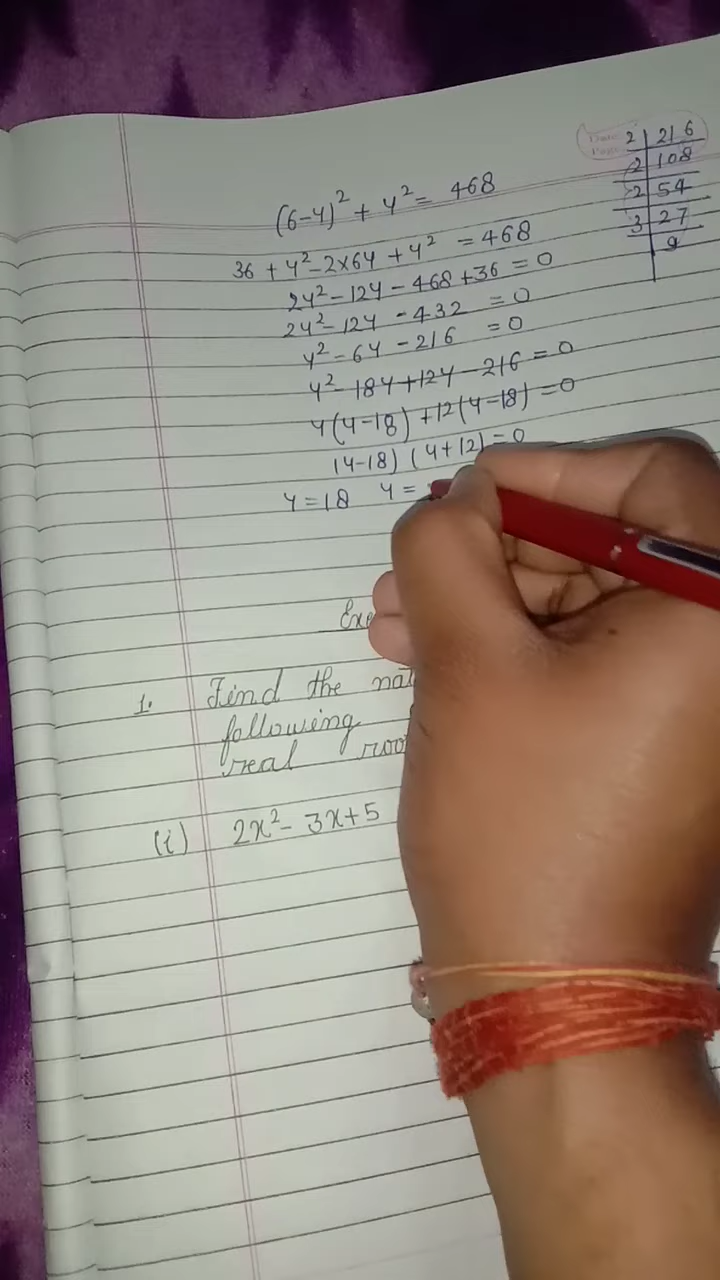 (6-y)² + y² = 468
36 + y² - 2×6y + y² = 468
2y² - 12y - 468 + 36 = 0
2y² - 12y - 432 = 0
y² - 6y - 216 = 0
y² - 18y + 12y - 216 = 0
y(y-18) + 12(y-18) = 0
(y-18) (y+12) = 0
y = 18 y =
2 | 216
2 | 108
2 | 54
3 | 27
9
1. Find the
following
real
(i) 2x² - 3x + 5